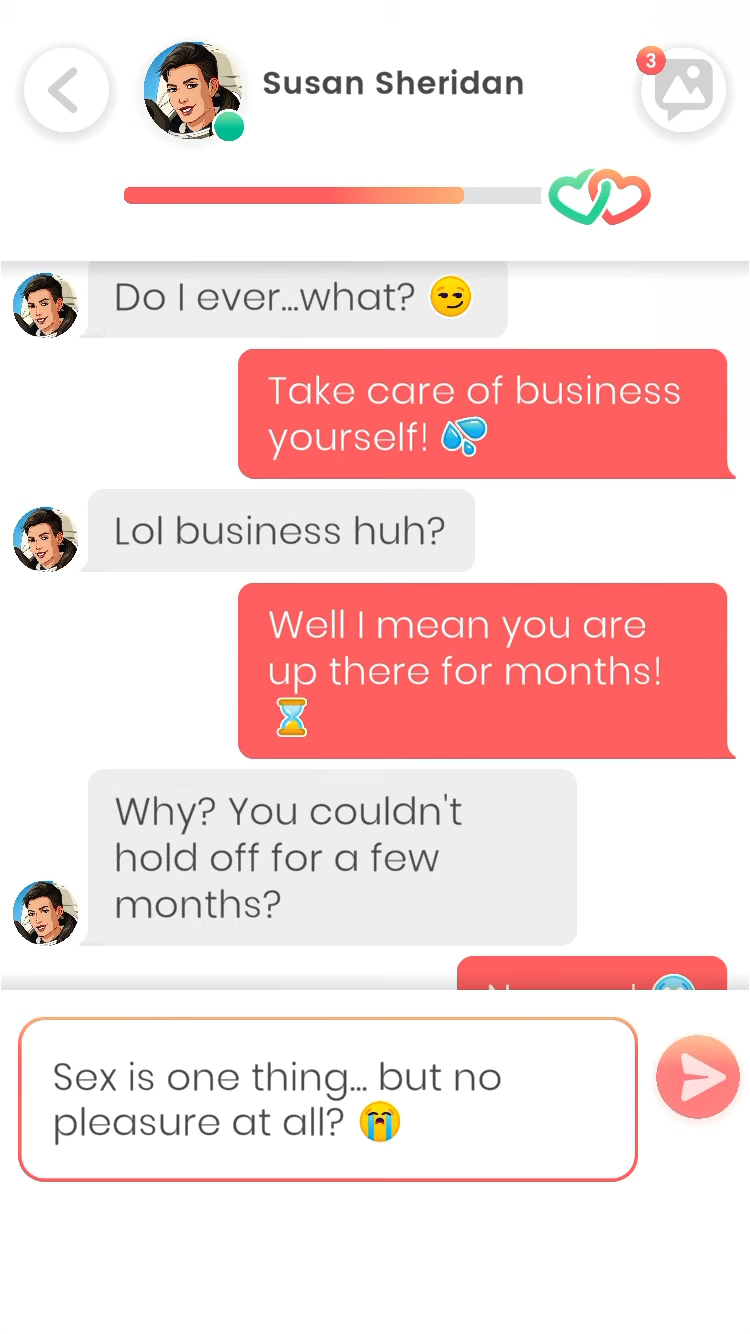 Susan Sheridan
3
Do I ever...what? 😏
Take care of business
yourself! 💦
Lol business huh?
Well I mean you are
up there for months!
⏳
Why? You couldn't
hold off for a few
months?
Sex is one thing... but no
pleasure at all? 😭